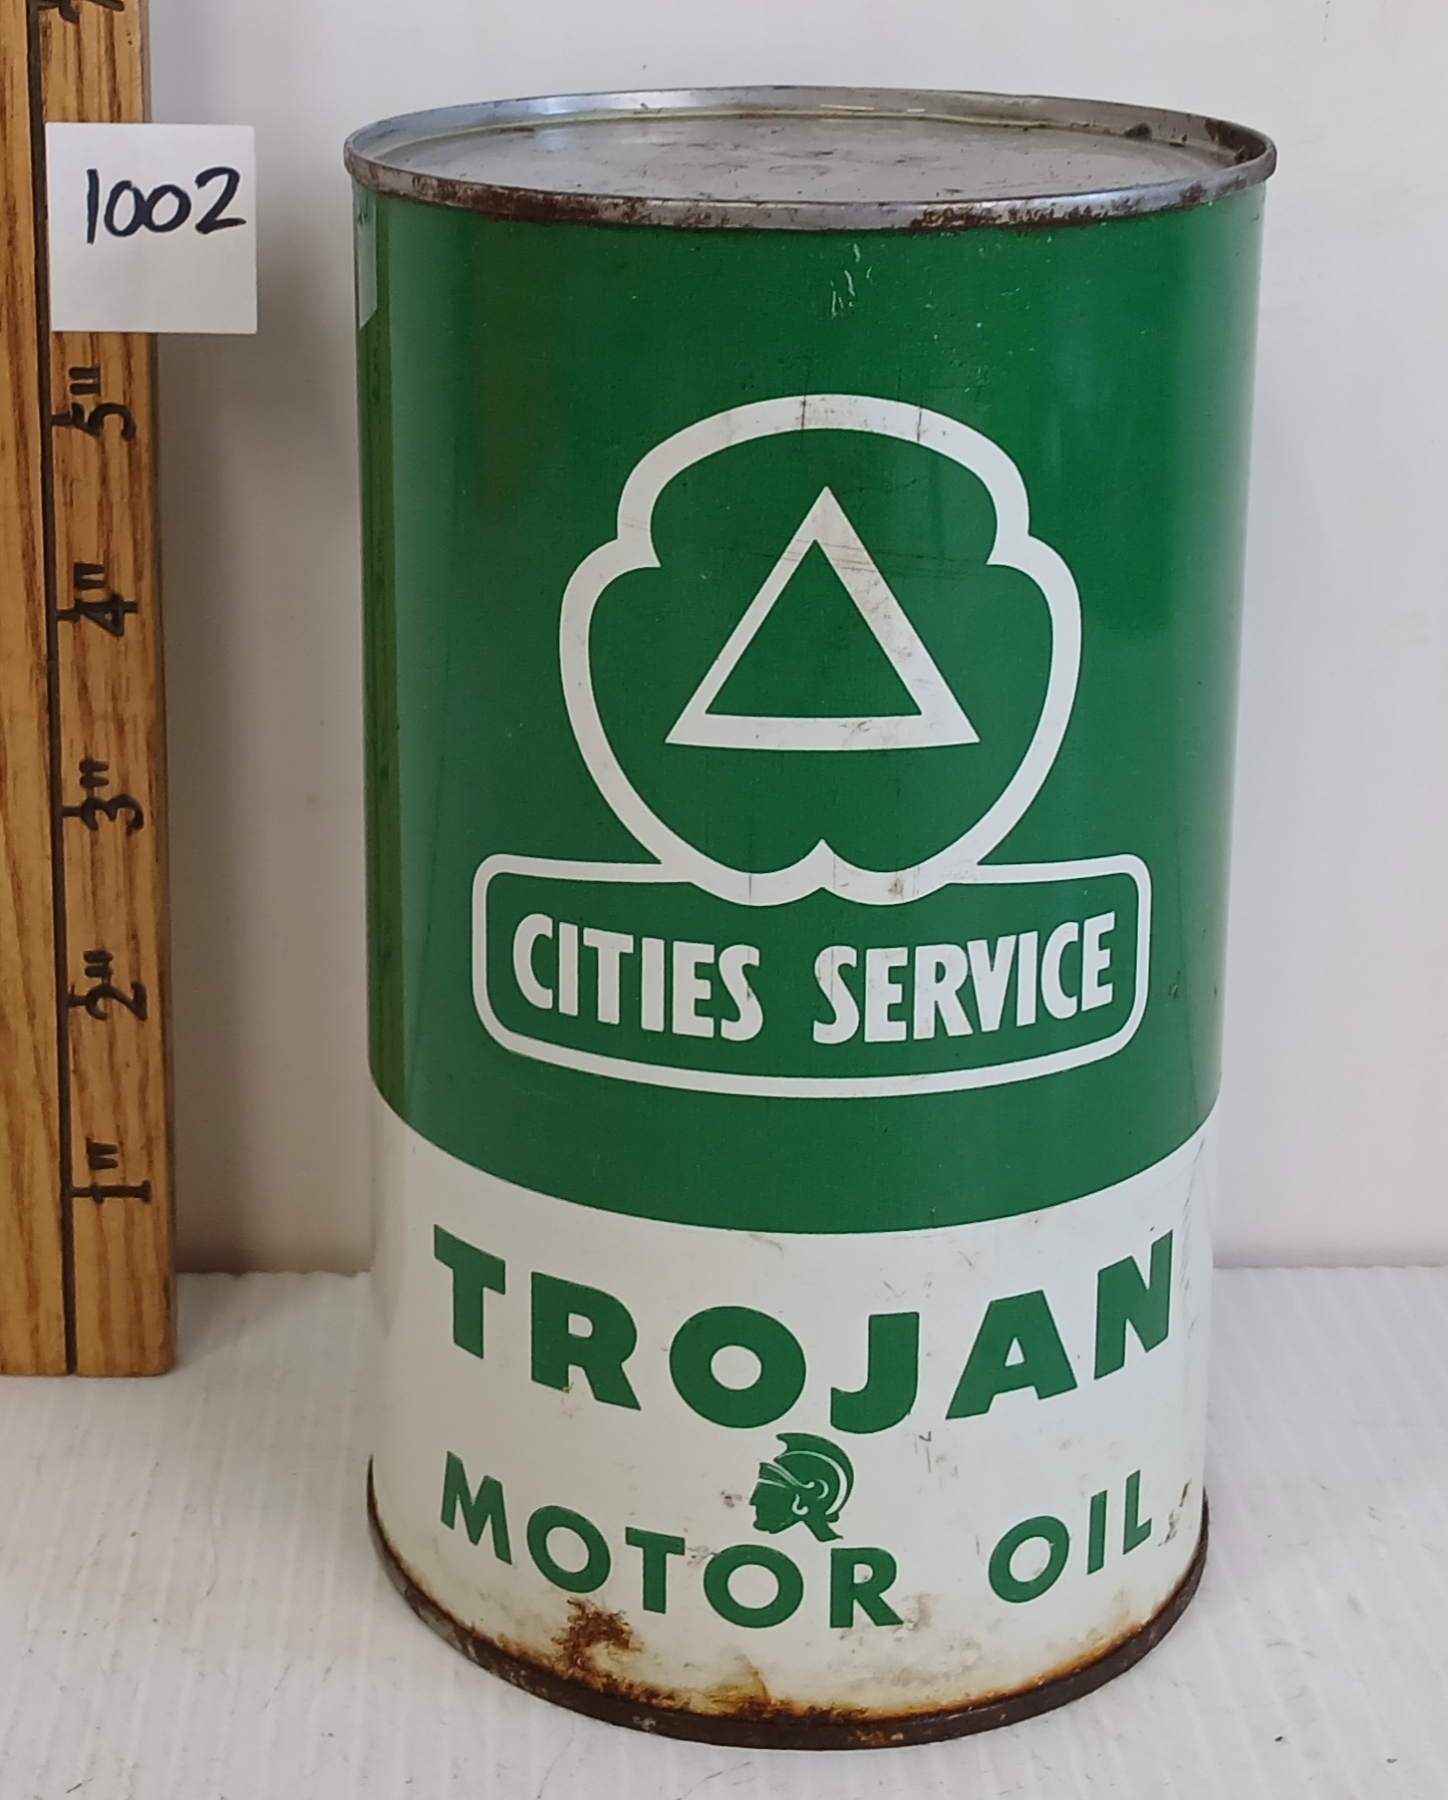 1002
5"
4"
3"
2"
1"
CITIES SERVICE
TROJAN
MOTOR OIL